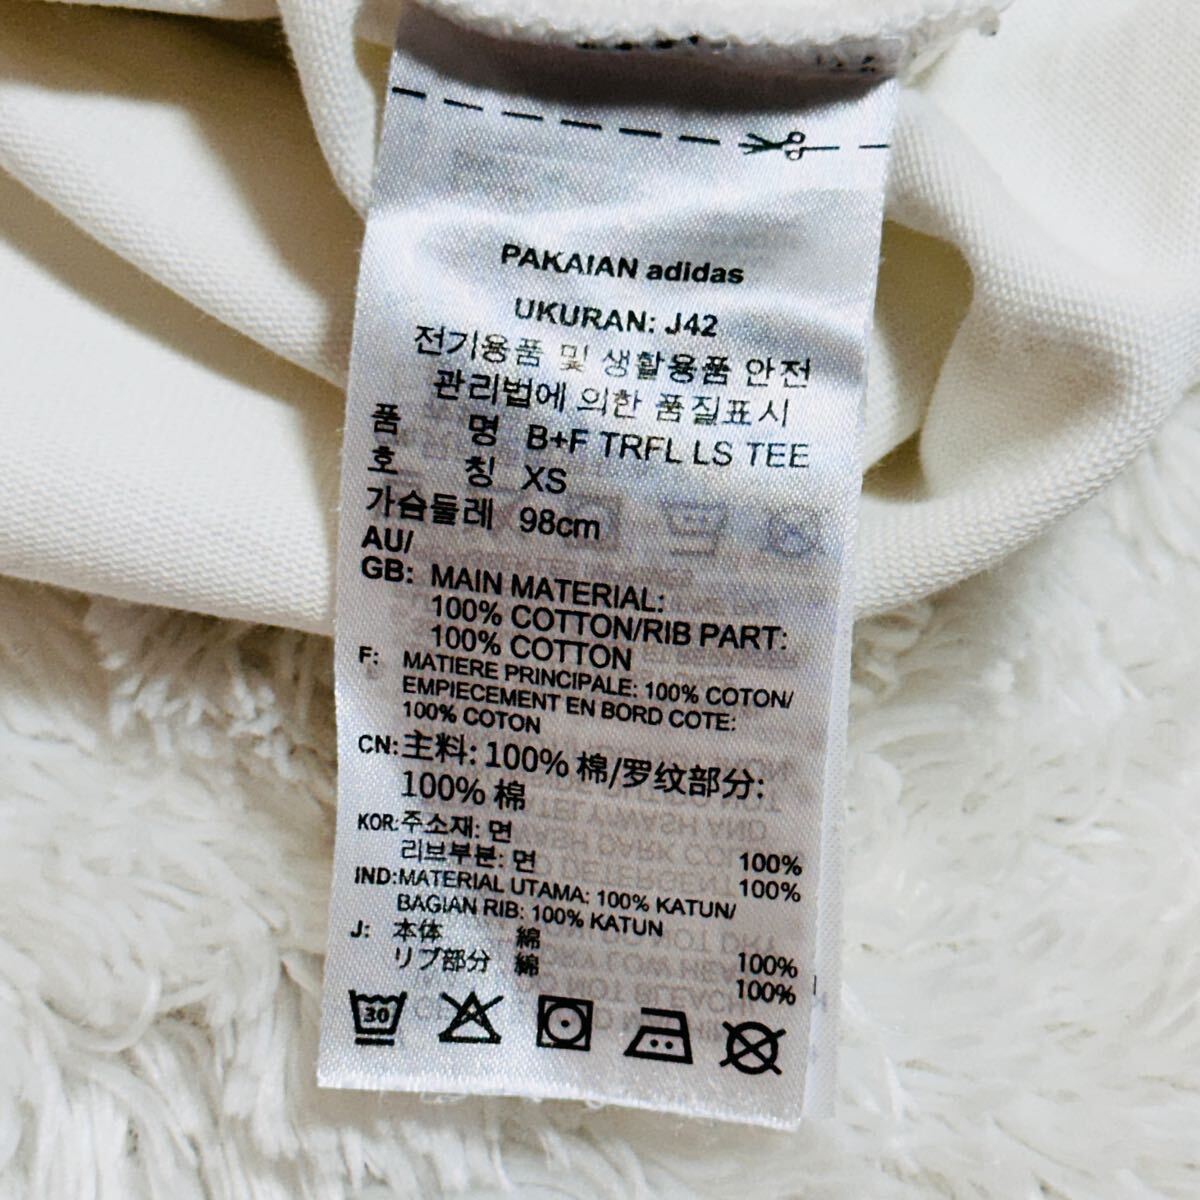 PAKAIAN adidas
UKURAN: J42
전기용품 및 생활용품 안전
관리법에 의한 품질표시
품 명 B+F TRFL LS TEE
호 칭 XS
가슴둘레 98cm
AU/
GB: MAIN MATERIAL:
100% COTTON/RIB PART:
100% COTTON
F: MATIERE PRINCIPALE: 100% COTON/
EMPIECEMENT EN BORD COTE:
100% COTON
CN: 主料: 100% 棉/罗纹部分:
100% 棉
KOR: 주소재: 면 100%
리브부분: 면 100%
IND: MATERIAL UTAMA: 100% KATUN/
BAGIAN RIB: 100% KATUN
J: 本体 綿 100%
リブ部分 綿 100%
30